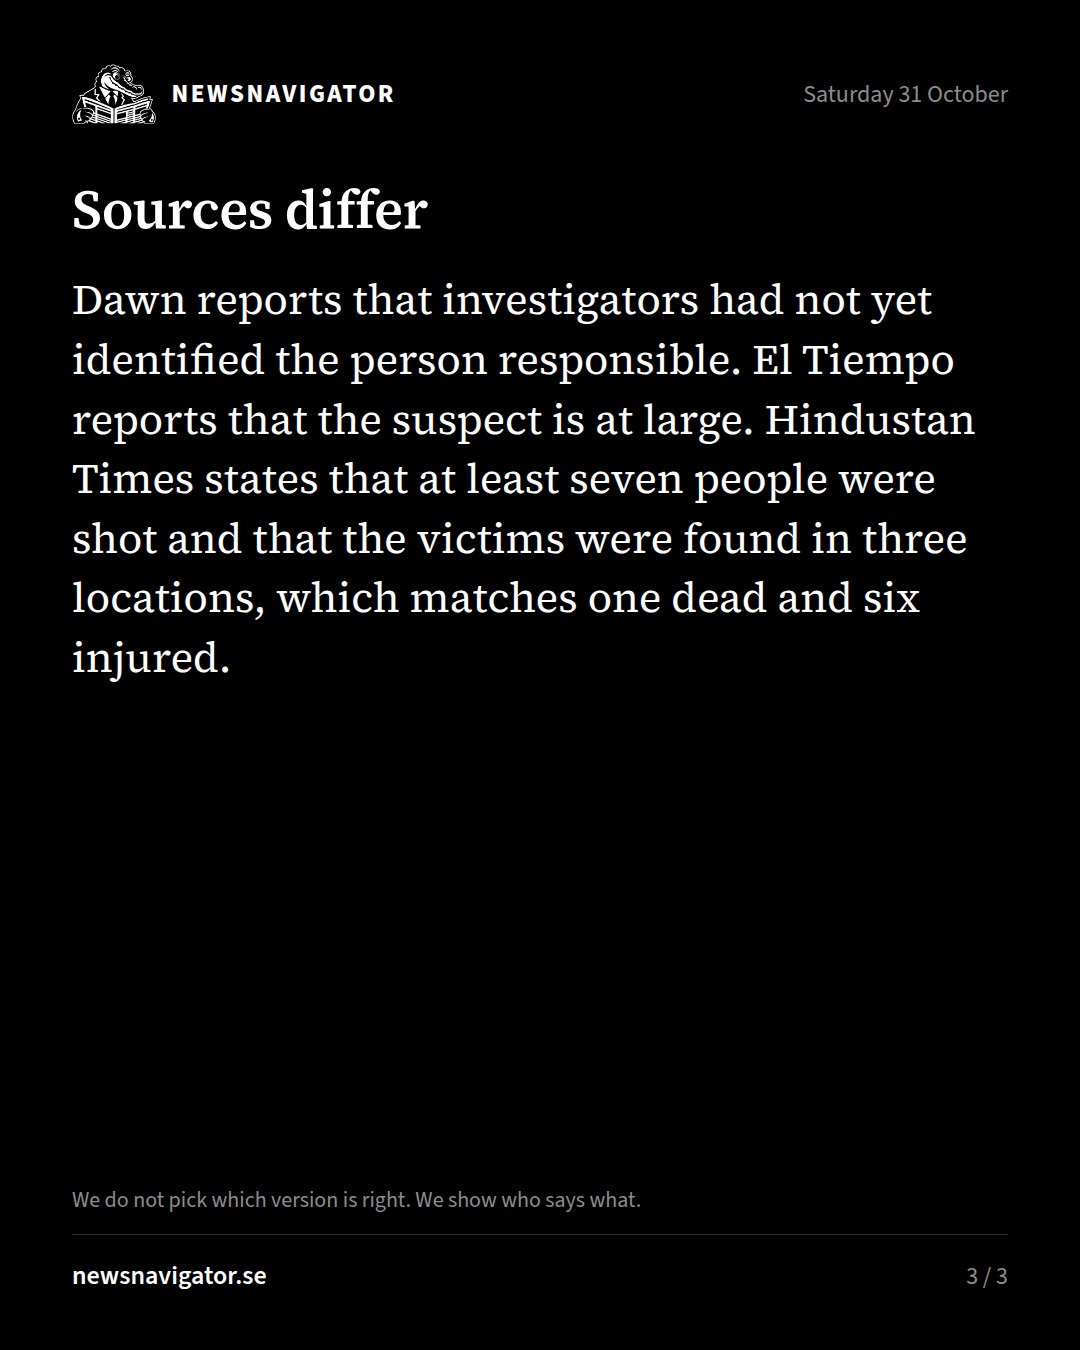 NEWSNAVIGATOR
Saturday 31 October
Sources differ
Dawn reports that investigators had not yet
identified the person responsible. El Tiempo
reports that the suspect is at large. Hindustan
Times states that at least seven people were
shot and that the victims were found in three
locations, which matches one dead and six
injured.
We do not pick which version is right. We show who says what.
newsnavigator.se
3 / 3